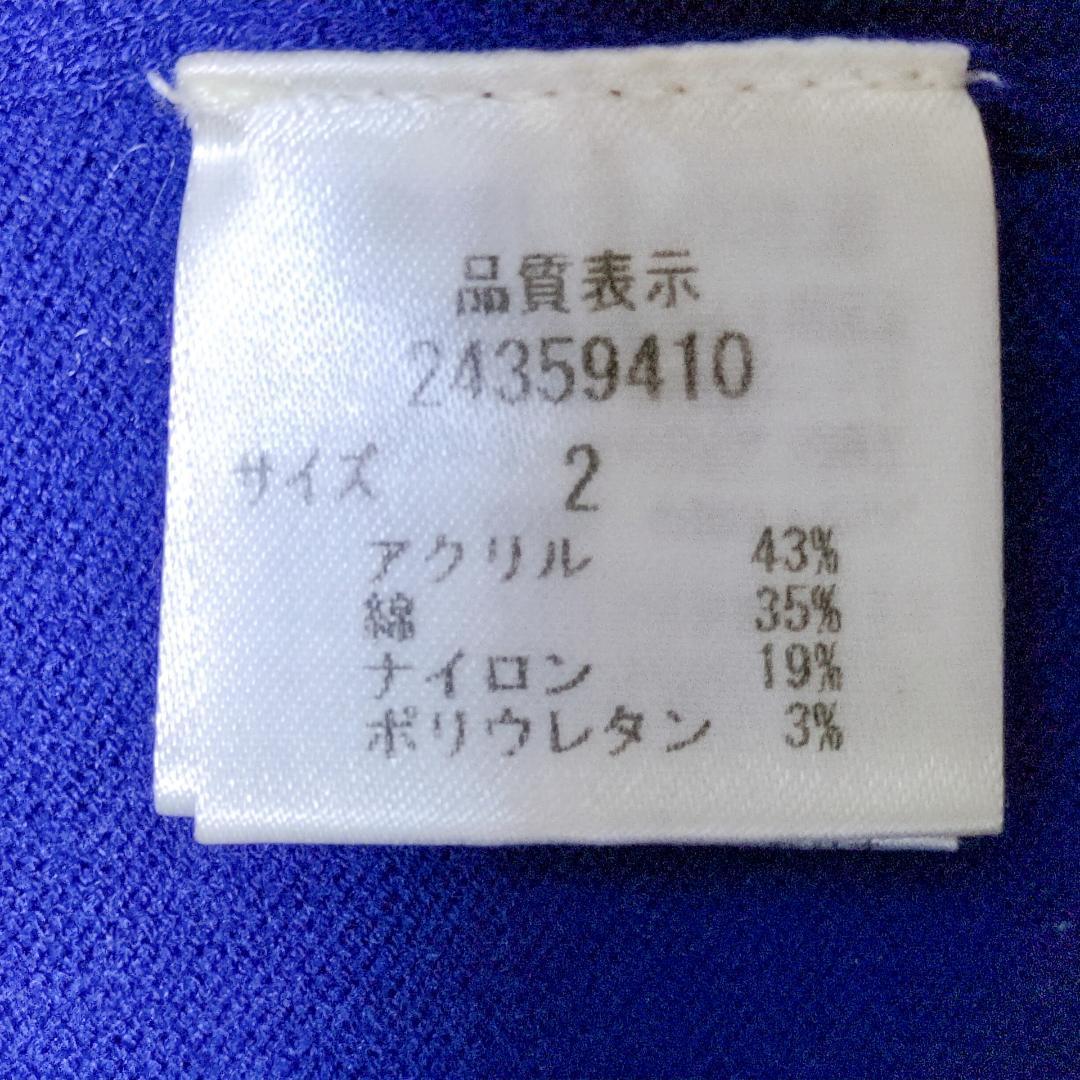 品質表示
24359410
サイズ 2
アクリル 43%
綿 35%
ナイロン 19%
ポリウレタン 3%